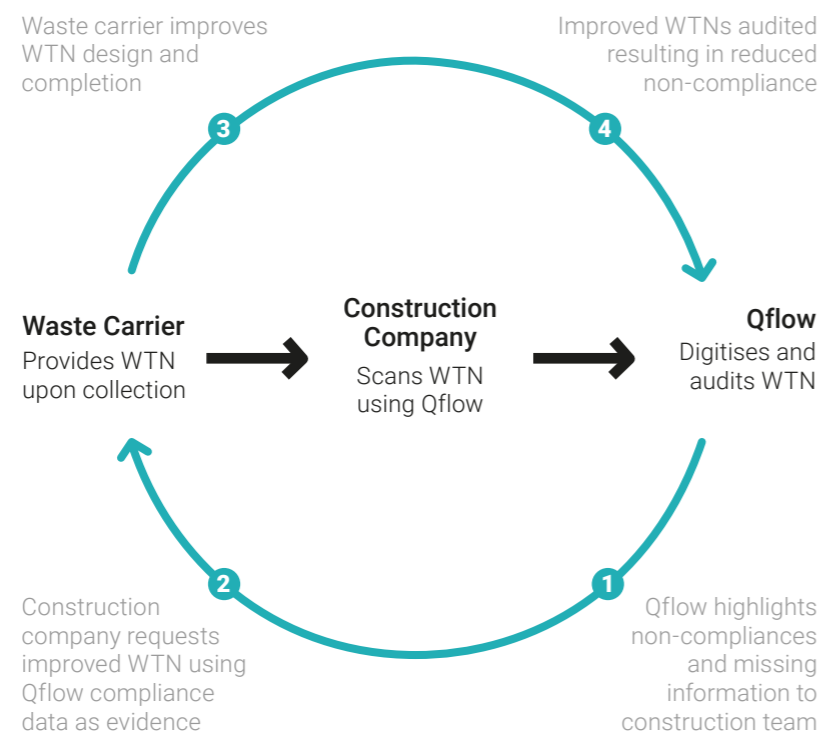 Waste carrier improves
WTN design and
completion
Improved WTNs audited
resulting in reduced
non-compliance
3
4
Waste Carrier
Provides WTN
upon collection
Construction
Company
Scans WTN
using Qflow
Qflow
Digitises and
audits WTN
2
1
Construction
company requests
improved WTN using
Qflow compliance
data as evidence
Qflow highlights
non-compliances
and missing
information to
construction team